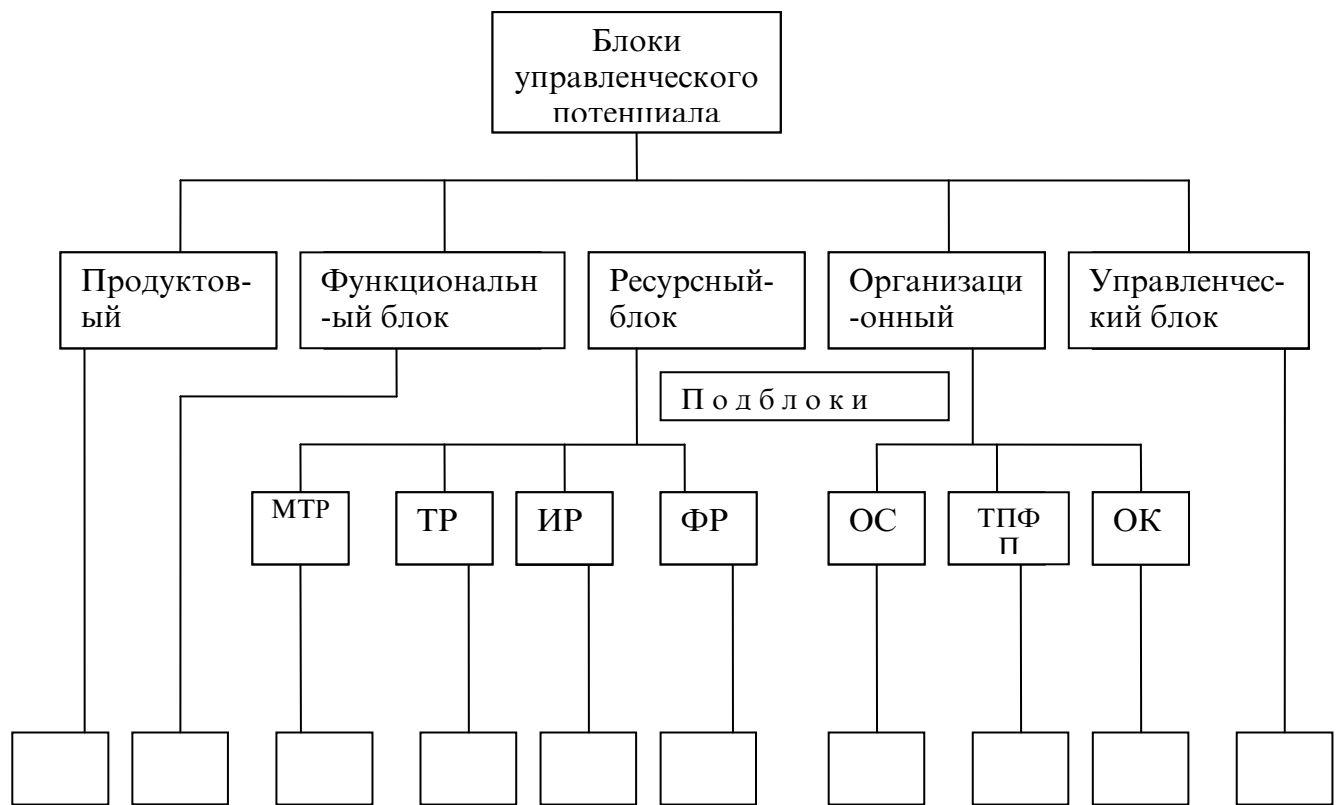 Блоки
управленческого
потенциала
Продуктов-
ый
Функциональн
-ый блок
Ресурсный-
блок
Организаци
-онный
Управленчес-
кий блок
П о д б л о к и
МТР
ТР
ИР
ФР
ОС
ТПФ
П
ОК